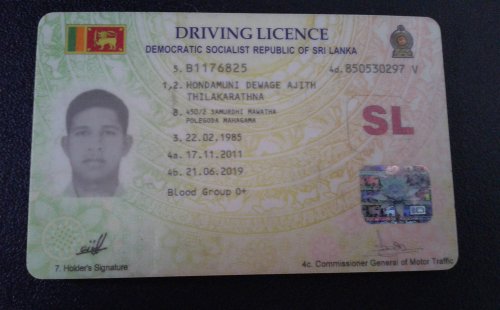 DRIVING LICENCE
DEMOCRATIC SOCIALIST REPUBLIC OF SRI LANKA
5. B1176825 4d. 850530297 V
1,2. HONDAMUNI DEWAGE AJITH
THILAKARATHNA
8. 450/2 SAMURDHI MAWATHA
POLEGODA MAHAGAMA
SL
3. 22.02.1985
4a. 17.11.2011
4b. 21.06.2019
Blood Group O+
7. Holder's Signature 4c. Commissioner General of Motor Traffic